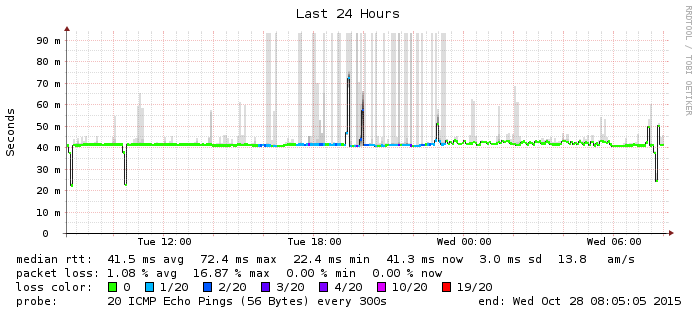 Last 24 Hours
RRDTOOL / TOBI OETIKER
Seconds
90 m
80 m
70 m
60 m
50 m
40 m
30 m
20 m
10 m
0
Tue 12:00 Tue 18:00 Wed 00:00 Wed 06:00
median rtt: 41.5 ms avg 72.4 ms max 22.4 ms min 41.3 ms now 3.0 ms sd 13.8 am/s
packet loss: 1.08 % avg 16.87 % max 0.00 % min 0.00 % now
loss color: 0 1/20 2/20 3/20 4/20 10/20 19/20
probe: 20 ICMP Echo Pings (56 Bytes) every 300s end: Wed Oct 28 08:05:05 2015